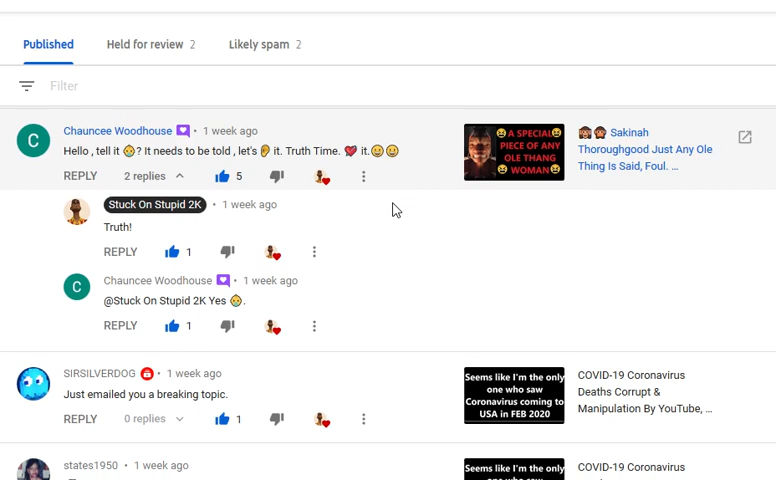 Published Held for review 2 Likely spam 2
Filter
Chauncee Woodhouse • 1 week ago
Hello , tell it 👵? It needs to be told , let's 👂 it. Truth Time. 💓 it.😀😀
REPLY 2 replies 5
C
A SPECIAL
PIECE OF ANY
OLE THANG
WOMAN
Sakinah
Thoroughgood Just Any Ole
Thing Is Said, Foul. ...
Stuck On Stupid 2K • 1 week ago
Truth!
REPLY 1
C
Chauncee Woodhouse • 1 week ago
@Stuck On Stupid 2K Yes 👵.
REPLY 1
SIRSILVERDOG • 1 week ago
Just emailed you a breaking topic.
REPLY 0 replies 1
Seems like I'm the only
one who saw
Coronavirus coming to
USA in FEB 2020
COVID-19 Coronavirus
Deaths Corrupt &
Manipulation By YouTube, ...
states1950 • 1 week ago
Seems like I'm the only
COVID-19 Coronavirus